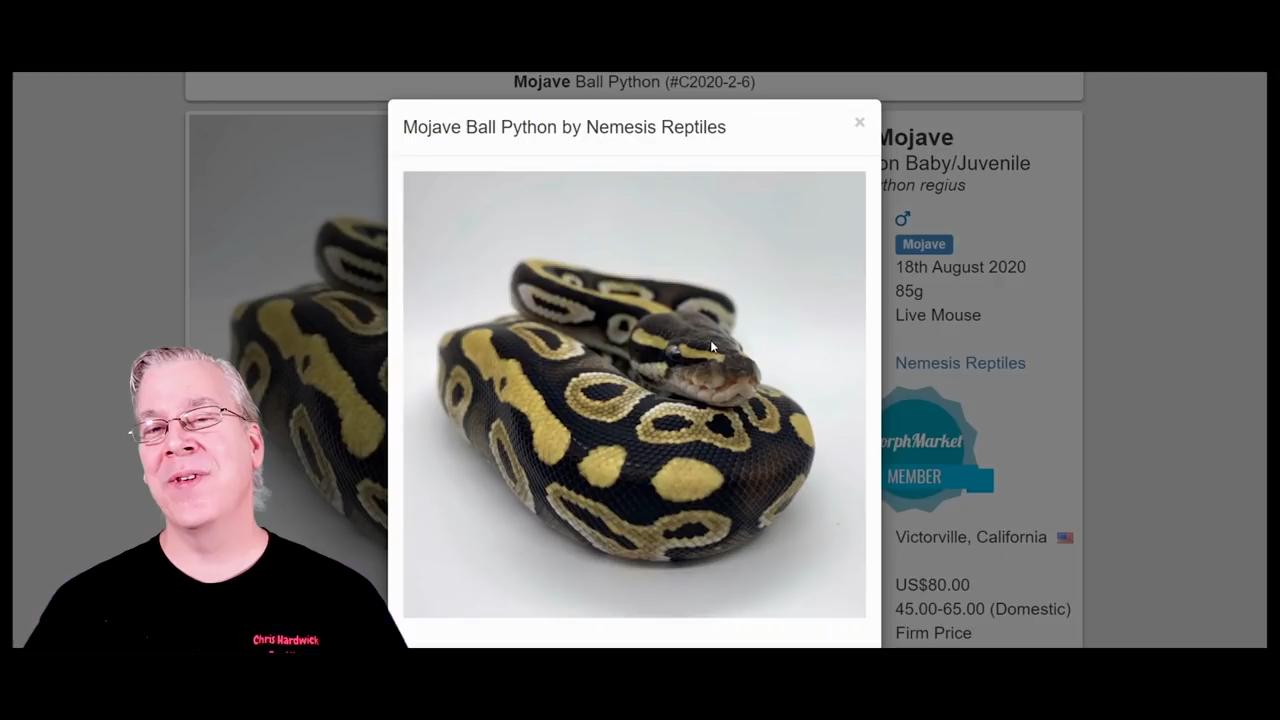 Mojave Ball Python (#C2020-2-6)
Mojave Ball Python by Nemesis Reptiles
×
Mojave
on Baby/Juvenile
thon regius
♂
Mojave
18th August 2020
85g
Live Mouse
Nemesis Reptiles
orphMarket
MEMBER
Victorville, California
US$80.00
45.00-65.00 (Domestic)
Firm Price
Chris Hardwick